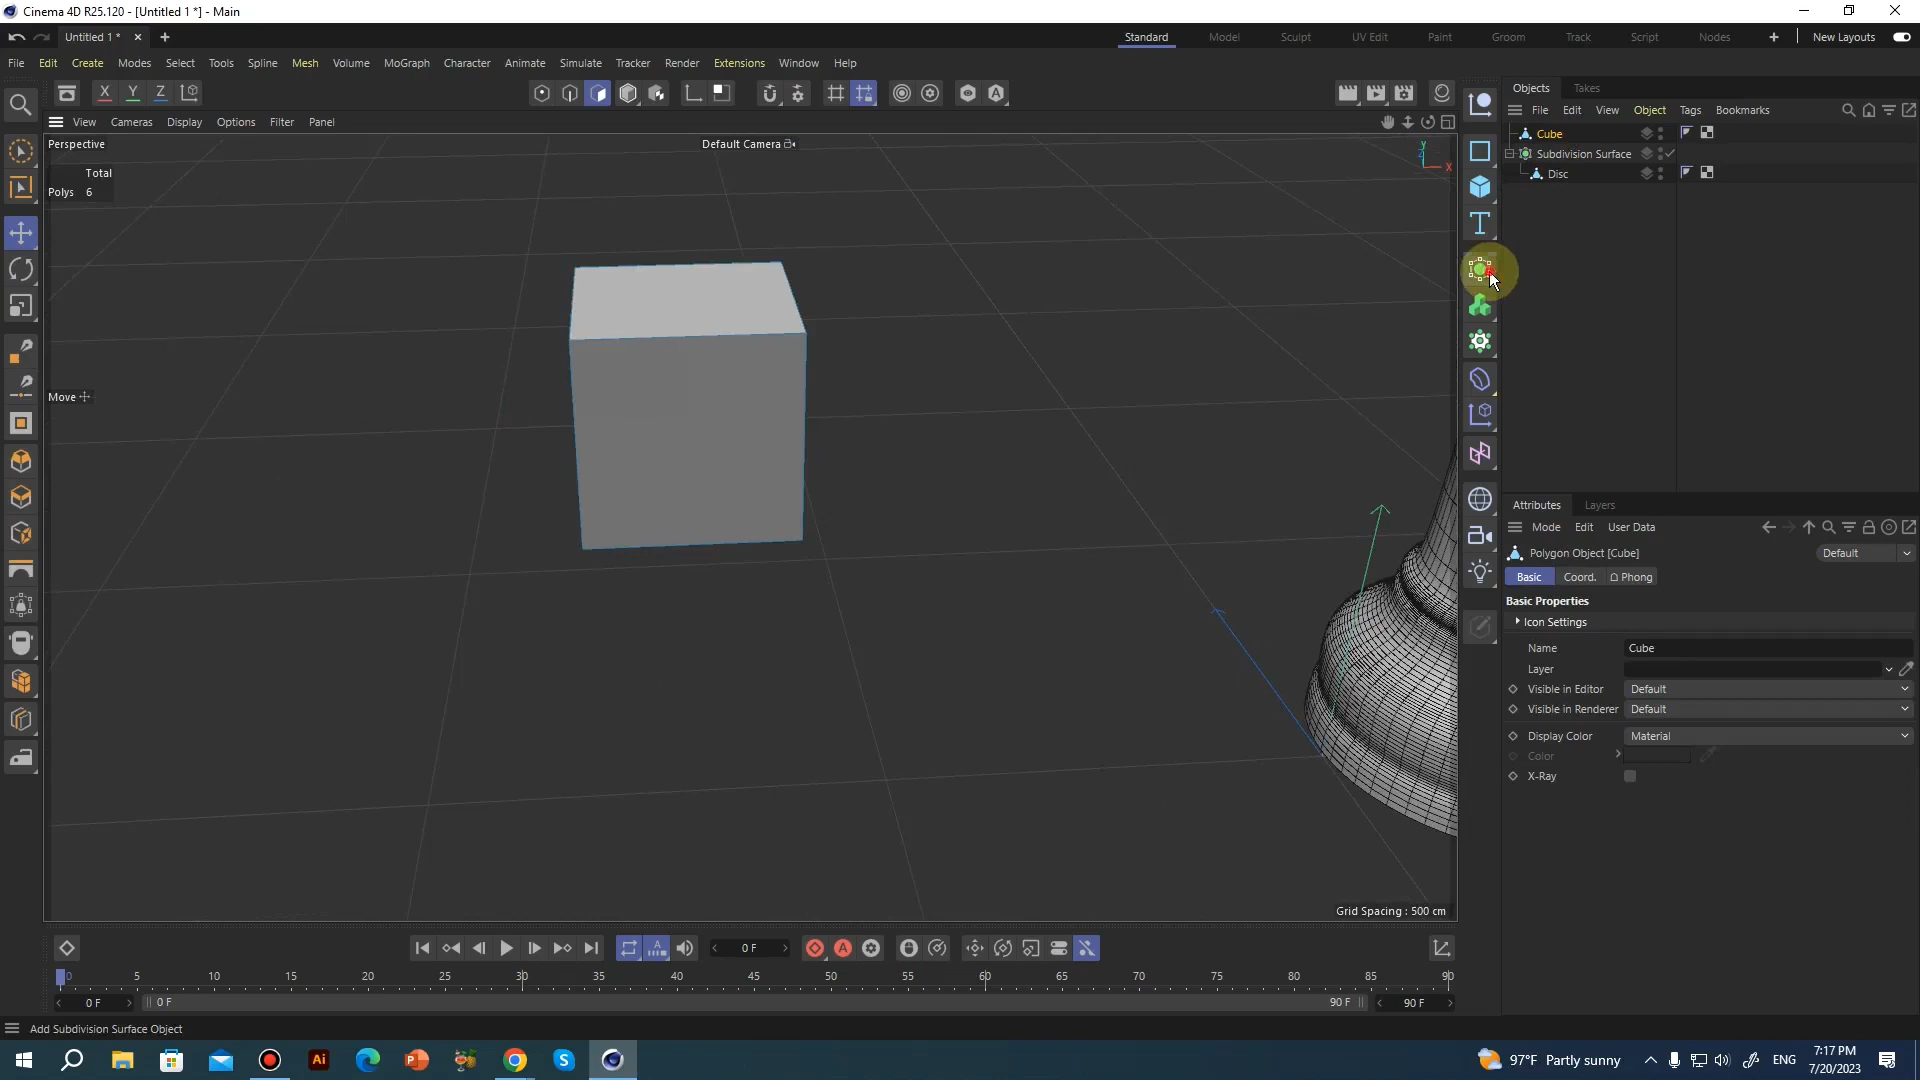 Cinema 4D R25.120 - [Untitled 1 *] - Main
Untitled 1 *
Standard Model Sculpt UV Edit Paint Groom Track Script Nodes New Layouts
File Edit Create Modes Select Tools Spline Mesh Volume MoGraph Character Animate Simulate Tracker Render Extensions Window Help
X Y Z
Objects Takes
File Edit View Object Tags Bookmarks
View Cameras Display Options Filter Panel
Cube
Subdivision Surface
Disc
Perspective
Default Camera
Y
Z
X
Total
Polys 6
Move
Grid Spacing : 500 cm
Attributes Layers
Mode Edit User Data
Polygon Object [Cube]
Default
Basic Coord. Phong
Basic Properties
Icon Settings
Name Cube
Layer
Visible in Editor Default
Visible in Renderer Default
Display Color Material
Color
X-Ray
0 F
0 5 10 15 20 25 30 35 40 45 50 55 60 65 70 75 80 85 90
0 F 0 F 90 F 90 F
Add Subdivision Surface Object
97°F Partly sunny
ENG
7:17 PM
7/20/2023